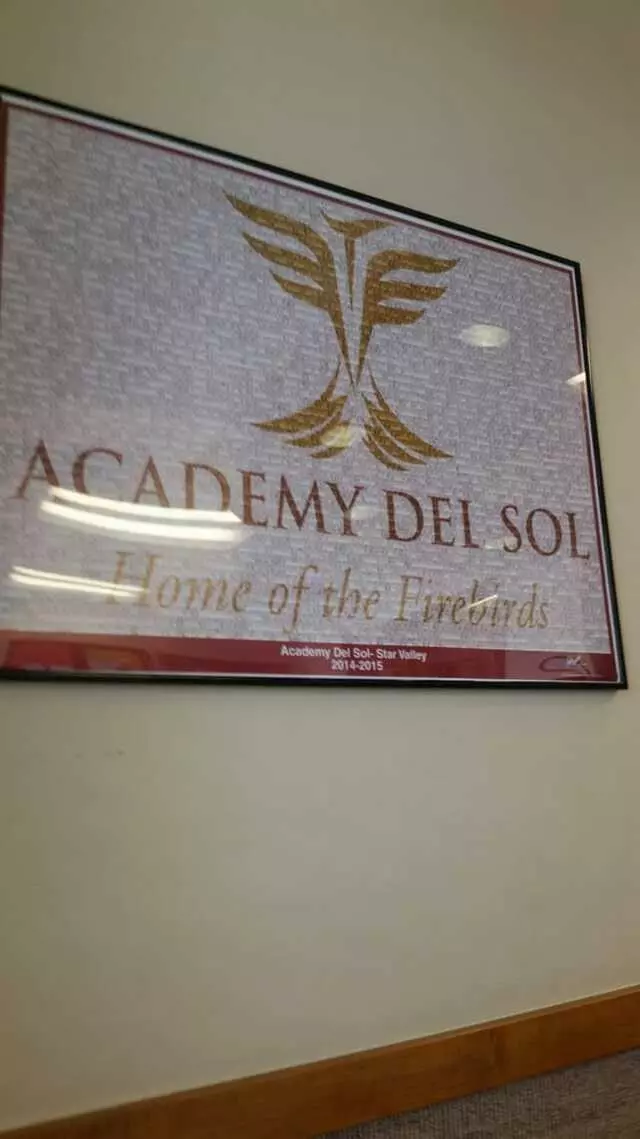 ACADEMY DEL SOL
Home of the Firebirds
Academy Del Sol- Star Valley
2014-2015